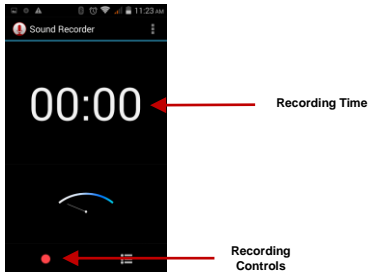 11:23 AM
Sound Recorder
00:00
Recording Time
Recording
Controls